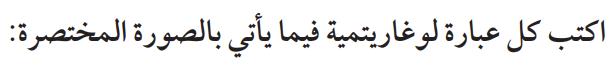 اكتب كل عبارة لوغاريتمية فيما يأتي بالصورة المختصرة: